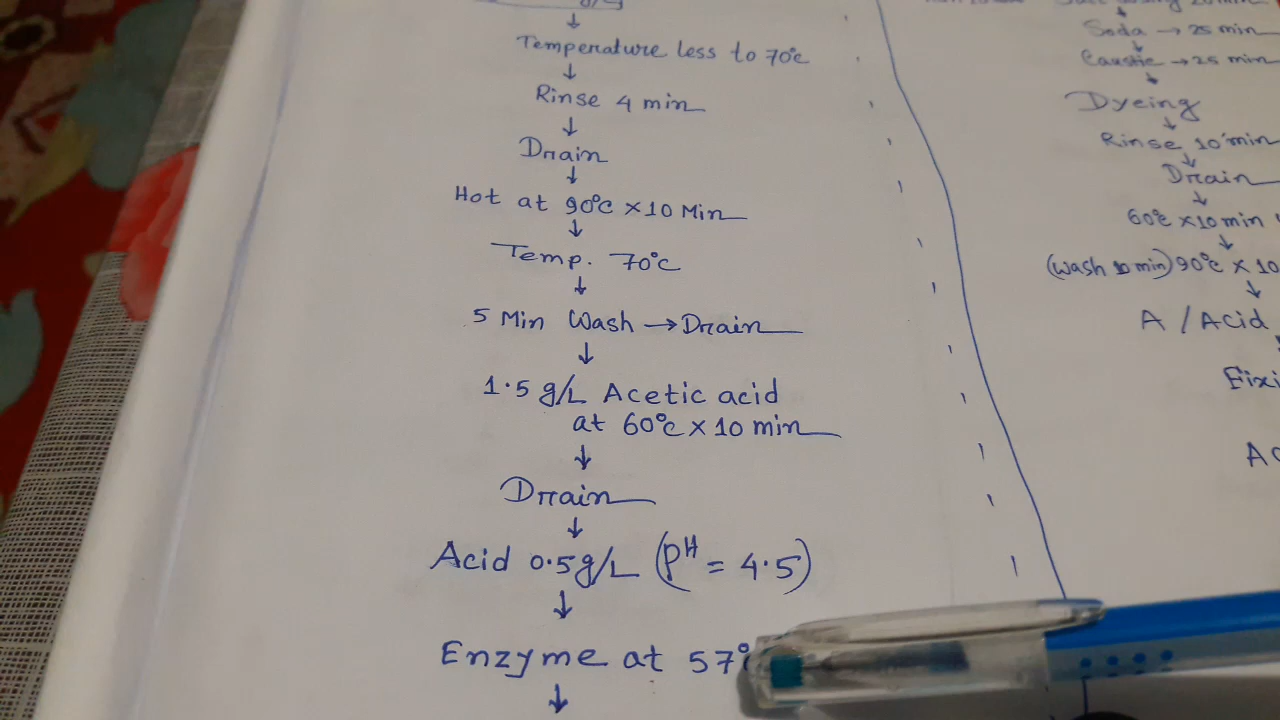 ↓
Temperature less to 70°c
↓
Rinse 4 min
↓
Drain
↓
Hot at 90°c × 10 Min
↓
Temp. 70°c
↓
5 Min Wash → Drain
↓
1.5 g/L Acetic acid
at 60°c × 10 min
↓
Drain
↓
Acid 0.5 g/L (pH = 4.5)
↓
Enzyme at 57°
↓
Soda → 25 min
↓
Caustic → 25 min
↓
Dyeing
↓
Rinse 10 min
↓
Drain
↓
60°c × 10 min
↓
(Wash 10 min) 90°c × 10
↓
A / Acid